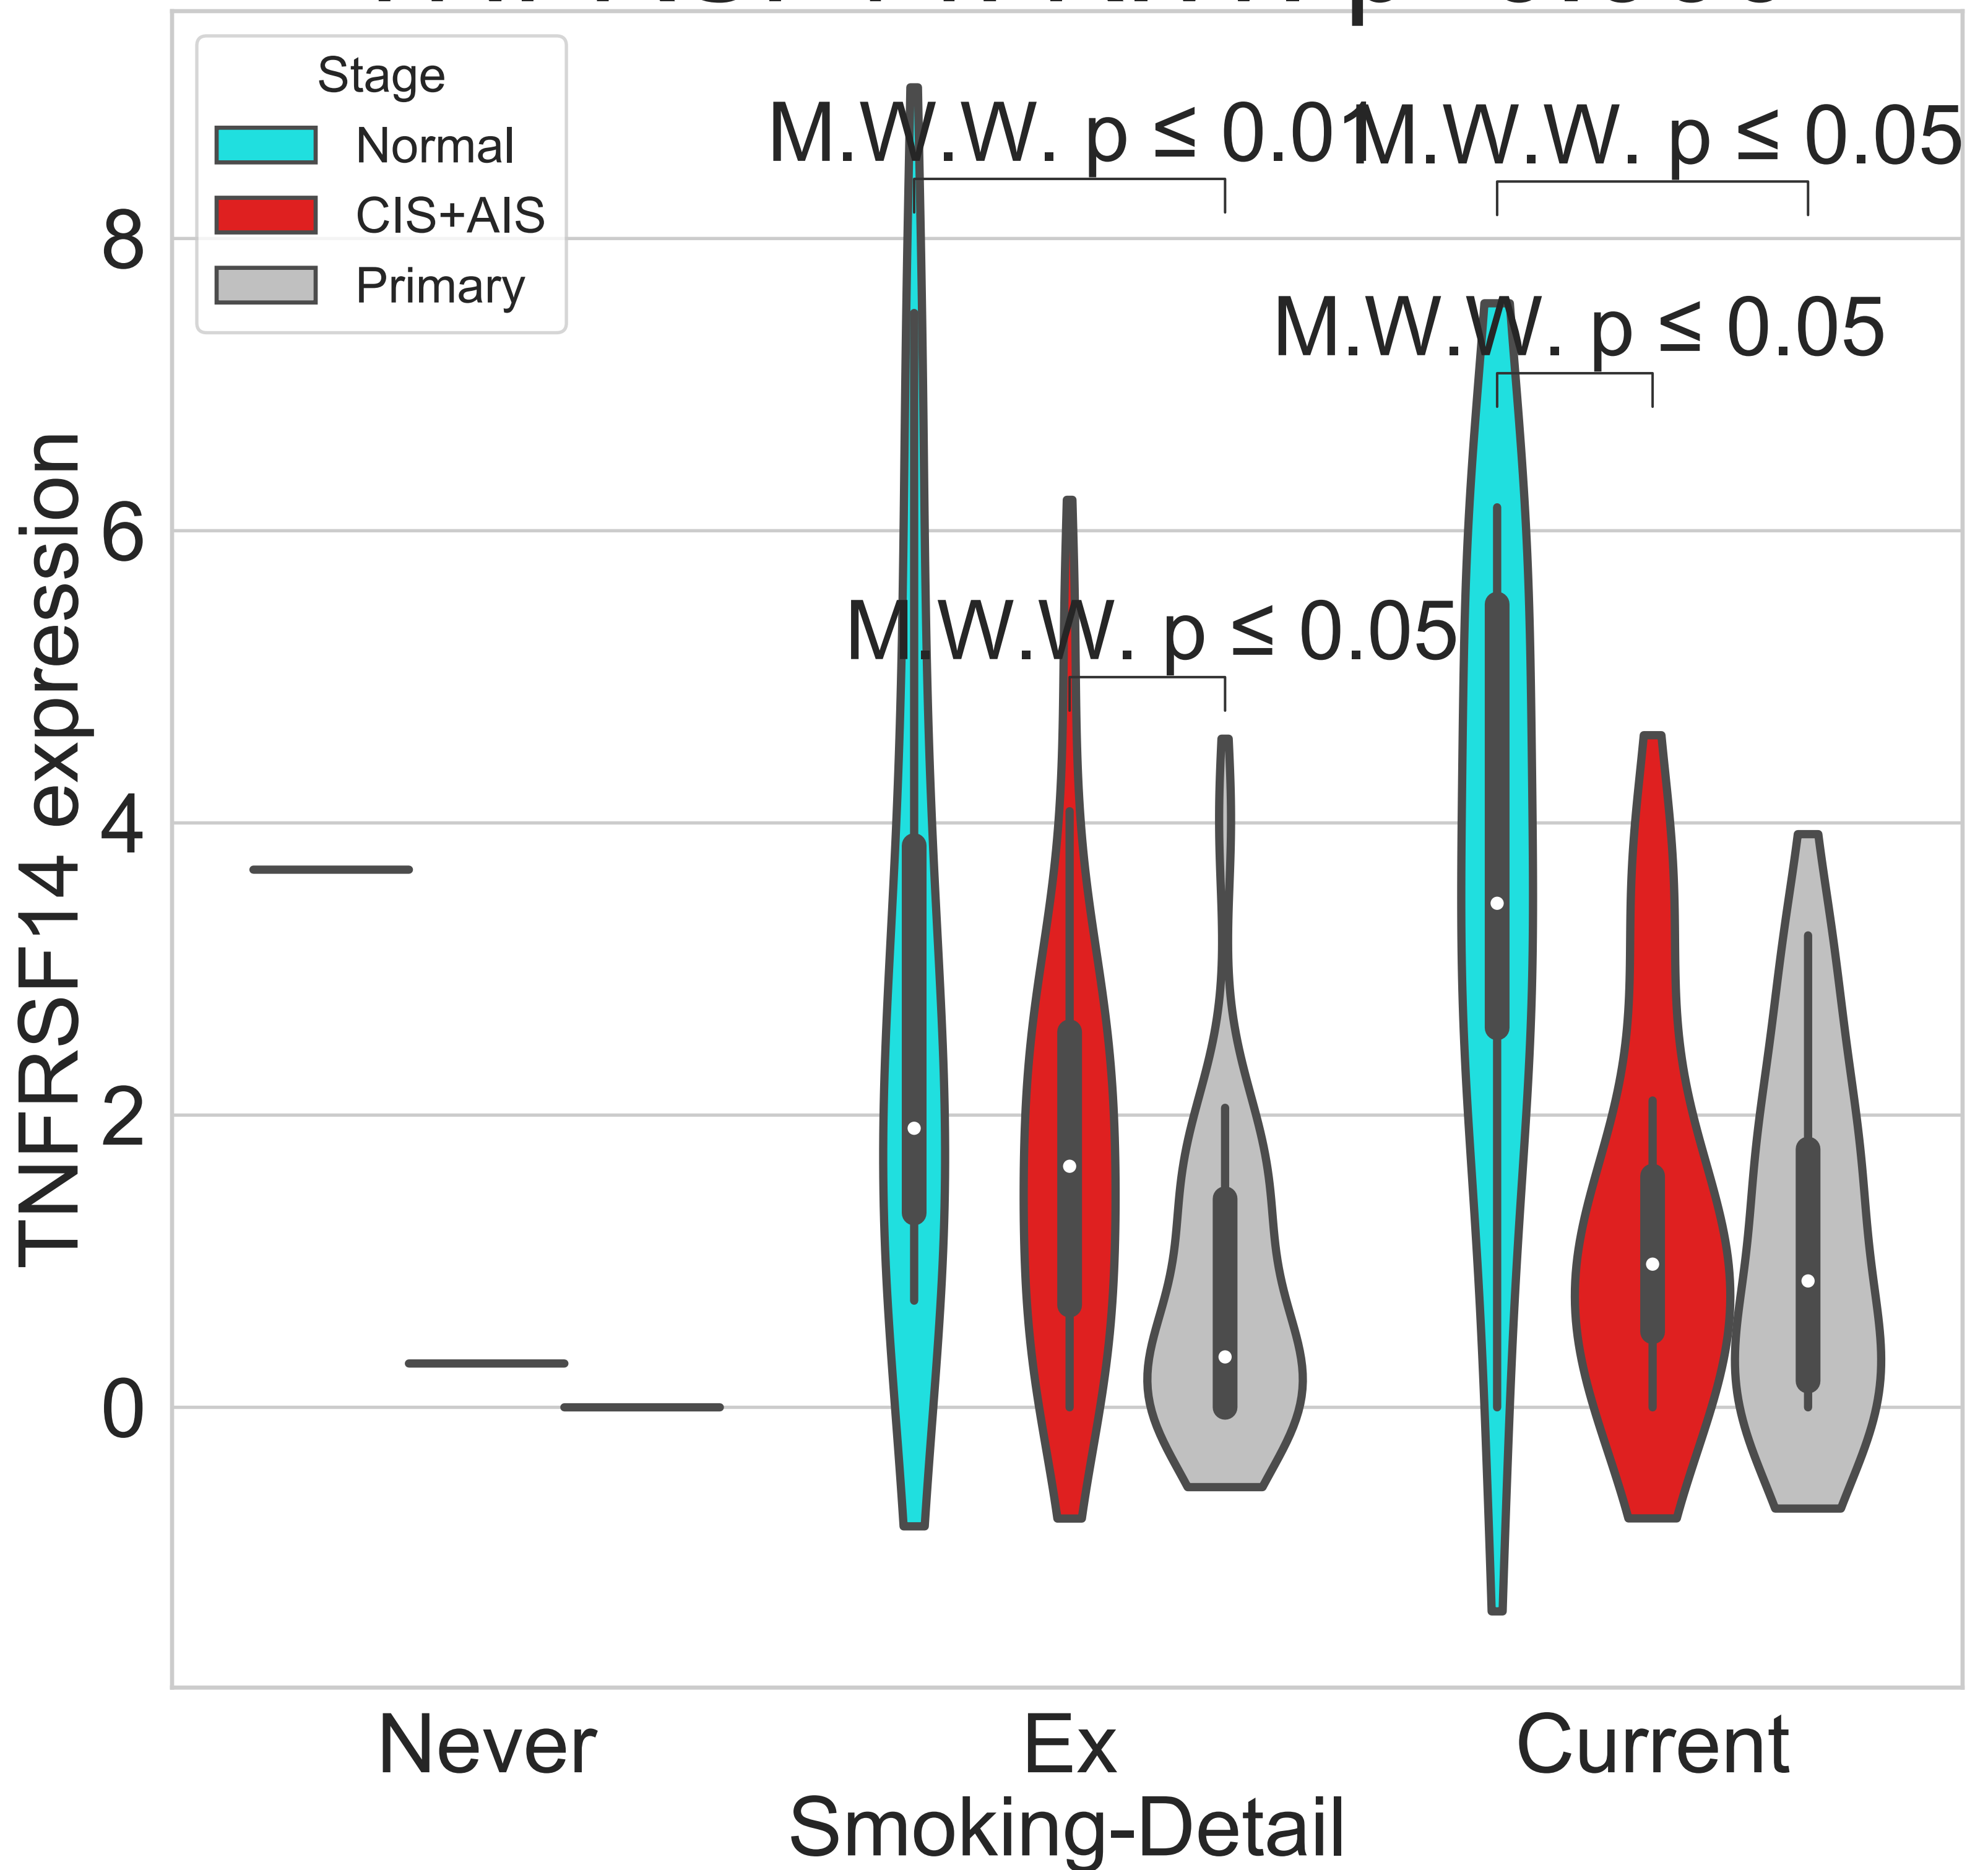 Stage
Normal
CIS+AIS
Primary
M.W.W. p ≤ 0.01
M.W.W. p ≤ 0.05
M.W.W. p ≤ 0.05
M.W.W. p ≤ 0.05
8
6
4
2
0
TNFRSF14 expression
Never
Ex
Current
Smoking-Detail